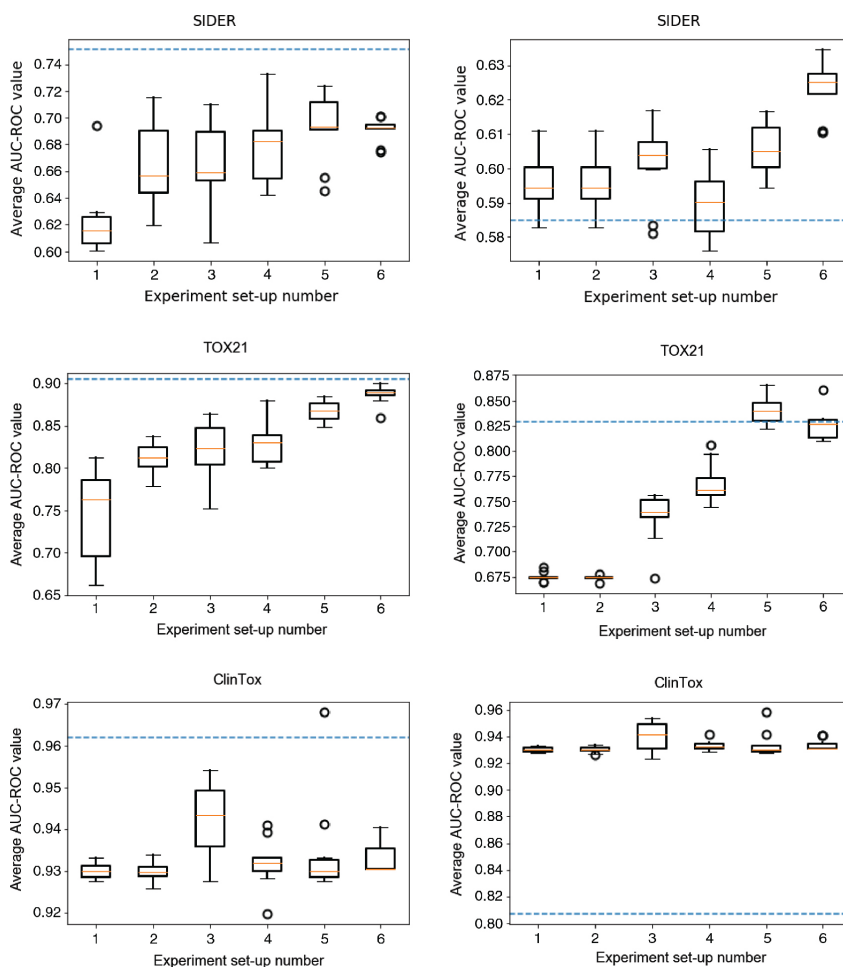 SIDER
Average AUC-ROC value
0.74
0.72
0.70
0.68
0.66
0.64
0.62
0.60
1 2 3 4 5 6
Experiment set-up number
SIDER
Average AUC-ROC value
0.63
0.62
0.61
0.60
0.59
0.58
1 2 3 4 5 6
Experiment set-up number
TOX21
Average AUC-ROC value
0.90
0.85
0.80
0.75
0.70
0.65
1 2 3 4 5 6
Experiment set-up number
TOX21
Average AUC-ROC value
0.875
0.850
0.825
0.800
0.775
0.750
0.725
0.700
0.675
1 2 3 4 5 6
Experiment set-up number
ClinTox
Average AUC-ROC value
0.97
0.96
0.95
0.94
0.93
0.92
1 2 3 4 5 6
Experiment set-up number
ClinTox
Average AUC-ROC value
0.96
0.94
0.92
0.90
0.88
0.86
0.84
0.82
0.80
1 2 3 4 5 6
Experiment set-up number